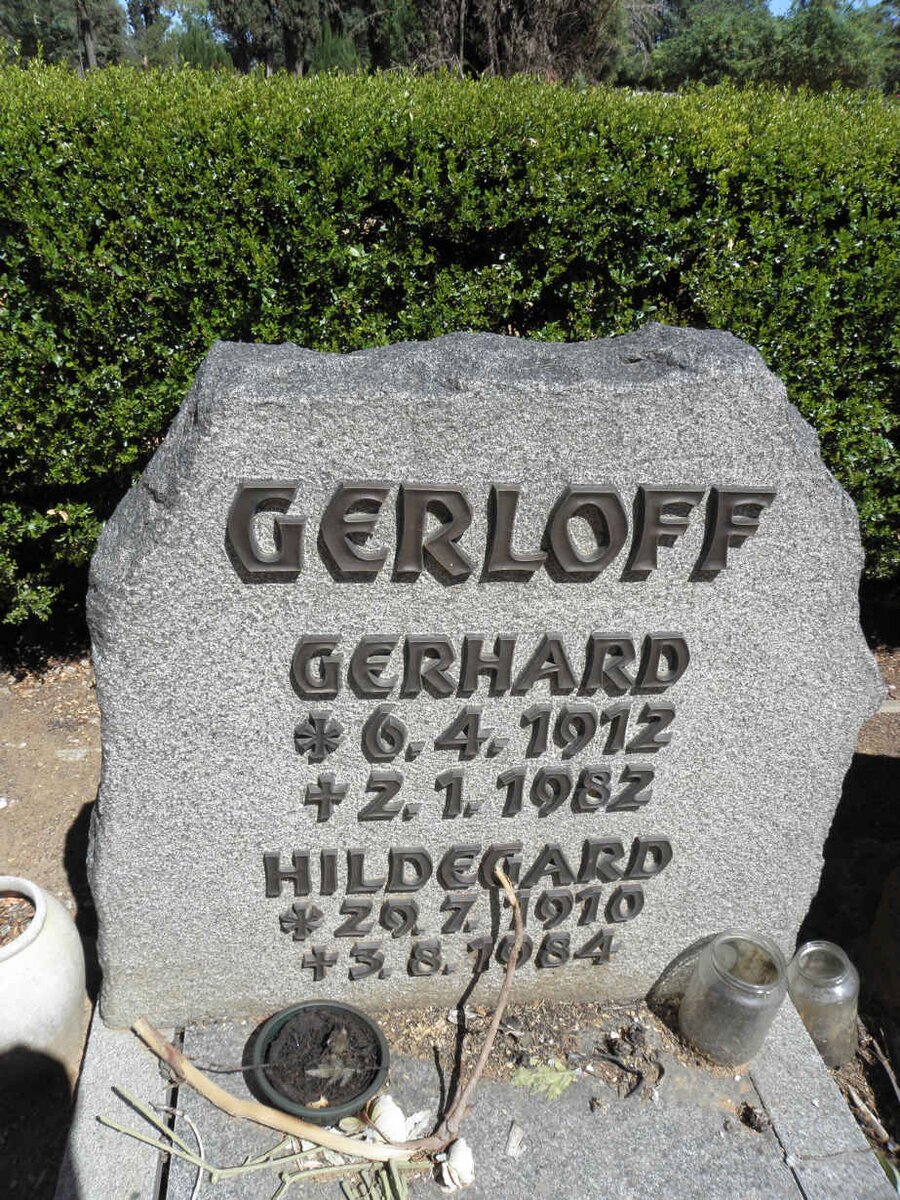 GERLOFF
GERHARD
* 6. 4. 1912
† 2. 1. 1982
HILDEGARD
* 29. 7. 1910
† 3. 8. 1984